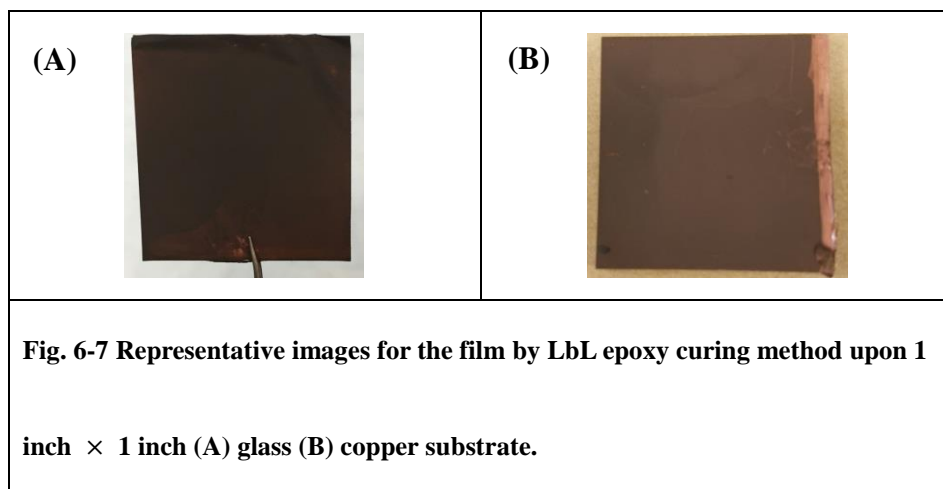 (A)
(B)
Fig. 6-7 Representative images for the film by LbL epoxy curing method upon 1
inch × 1 inch (A) glass (B) copper substrate.